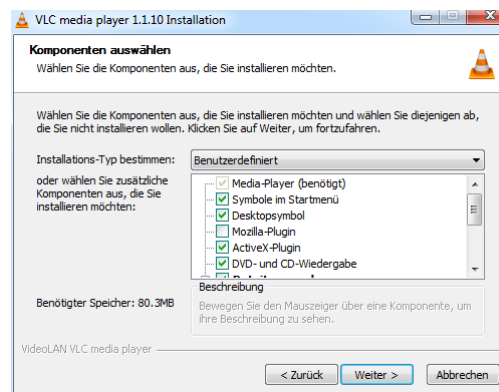 VLC media player 1.1.10 Installation
Komponenten auswählen
Wählen Sie die Komponenten aus, die Sie installieren möchten.
Wählen Sie die Komponenten aus, die Sie installieren möchten und wählen Sie diejenigen ab,
die Sie nicht installieren wollen. Klicken Sie auf Weiter, um fortzufahren.
Installations-Typ bestimmen:
Benutzerdefiniert
oder wählen Sie zusätzliche
Komponenten aus, die Sie
installieren möchten:
Media-Player (benötigt)
Symbole im Startmenü
Desktopsymbol
Mozilla-Plugin
ActiveX-Plugin
DVD- und CD-Wiedergabe
Benötigter Speicher: 80.3MB
Beschreibung
Bewegen Sie den Mauszeiger über eine Komponente, um
ihre Beschreibung zu sehen.
VideoLAN VLC media player
< Zurück
Weiter >
Abbrechen